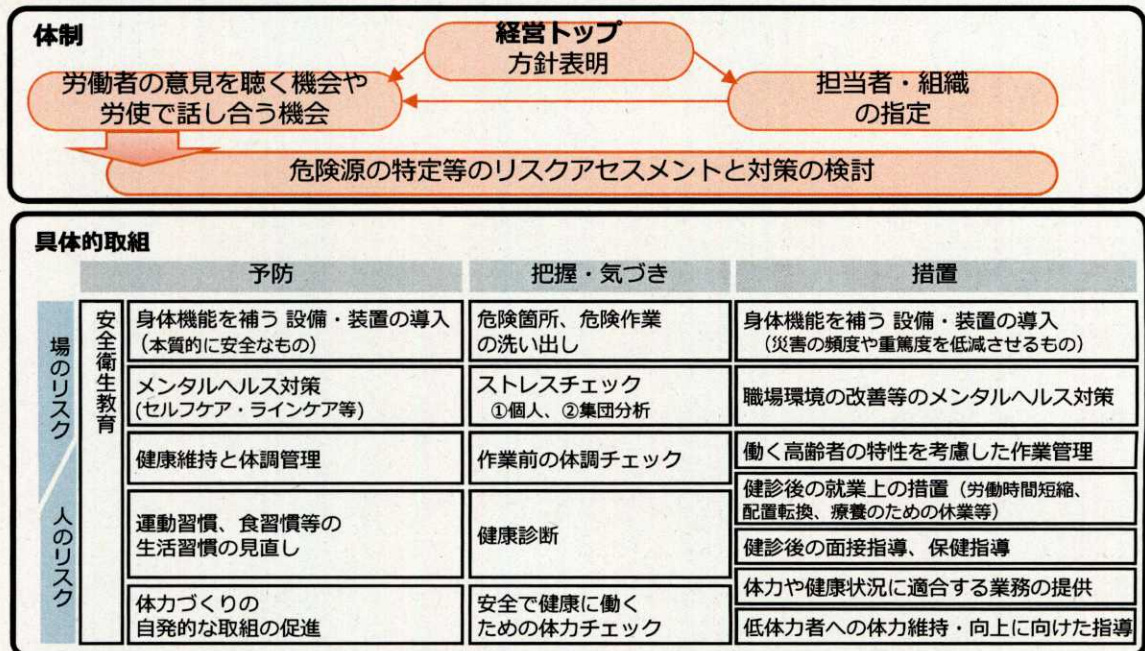 体制
経営トップ
方針表明
労働者の意見を聴く機会や
労使で話し合う機会
担当者・組織
の指定
危険源の特定等のリスクアセスメントと対策の検討
具体的取組
予防
把握・気づき
措置
場のリスク
人のリスク
安全衛生教育
身体機能を補う 設備・装置の導入
（本質的に安全なもの）
危険箇所、危険作業
の洗い出し
身体機能を補う 設備・装置の導入
（災害の頻度や重篤度を低減させるもの）
メンタルヘルス対策
(セルフケア・ラインケア等)
ストレスチェック
①個人、②集団分析
職場環境の改善等のメンタルヘルス対策
健康維持と体調管理
作業前の体調チェック
働く高齢者の特性を考慮した作業管理
運動習慣、食習慣等の
生活習慣の見直し
健康診断
健診後の就業上の措置（労働時間短縮、
配置転換、療養のための休業等）
健診後の面接指導、保健指導
体力づくりの
自発的な取組の促進
安全で健康に働く
ための体力チェック
体力や健康状況に適合する業務の提供
低体力者への体力維持・向上に向けた指導